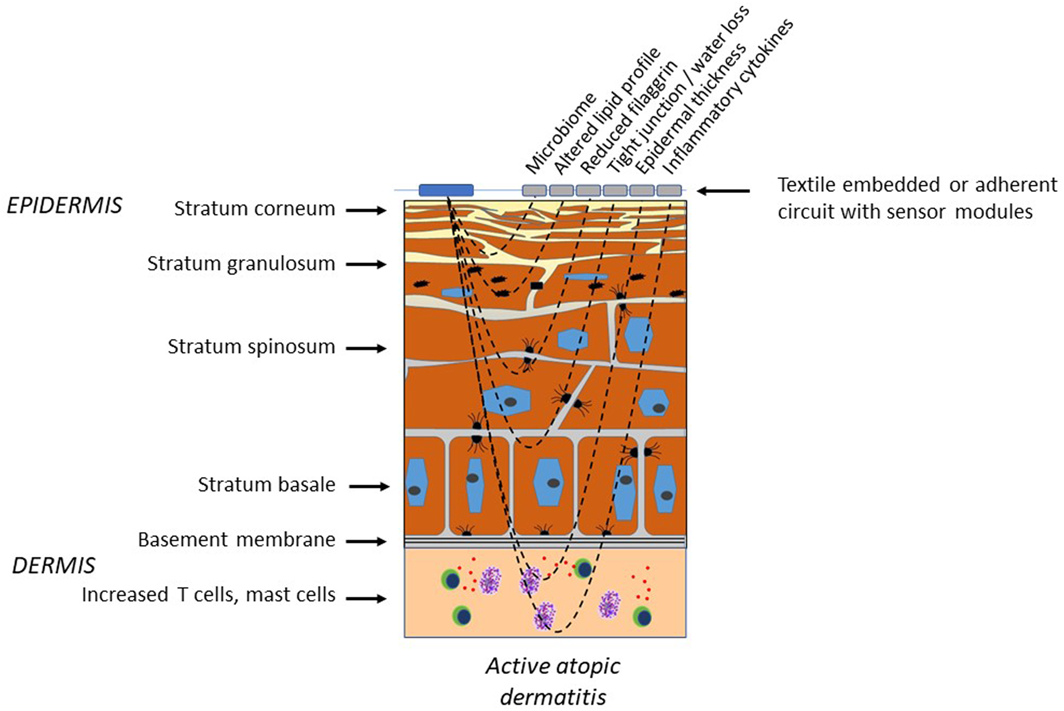 Microbiome
Altered lipid profile
Reduced filaggrin
Tight junction / water loss
Epidermal thickness
Inflammatory cytokines
EPIDERMIS
Stratum corneum
Textile embedded or adherent
circuit with sensor modules
Stratum granulosum
Stratum spinosum
Stratum basale
Basement membrane
DERMIS
Increased T cells, mast cells
Active atopic
dermatitis